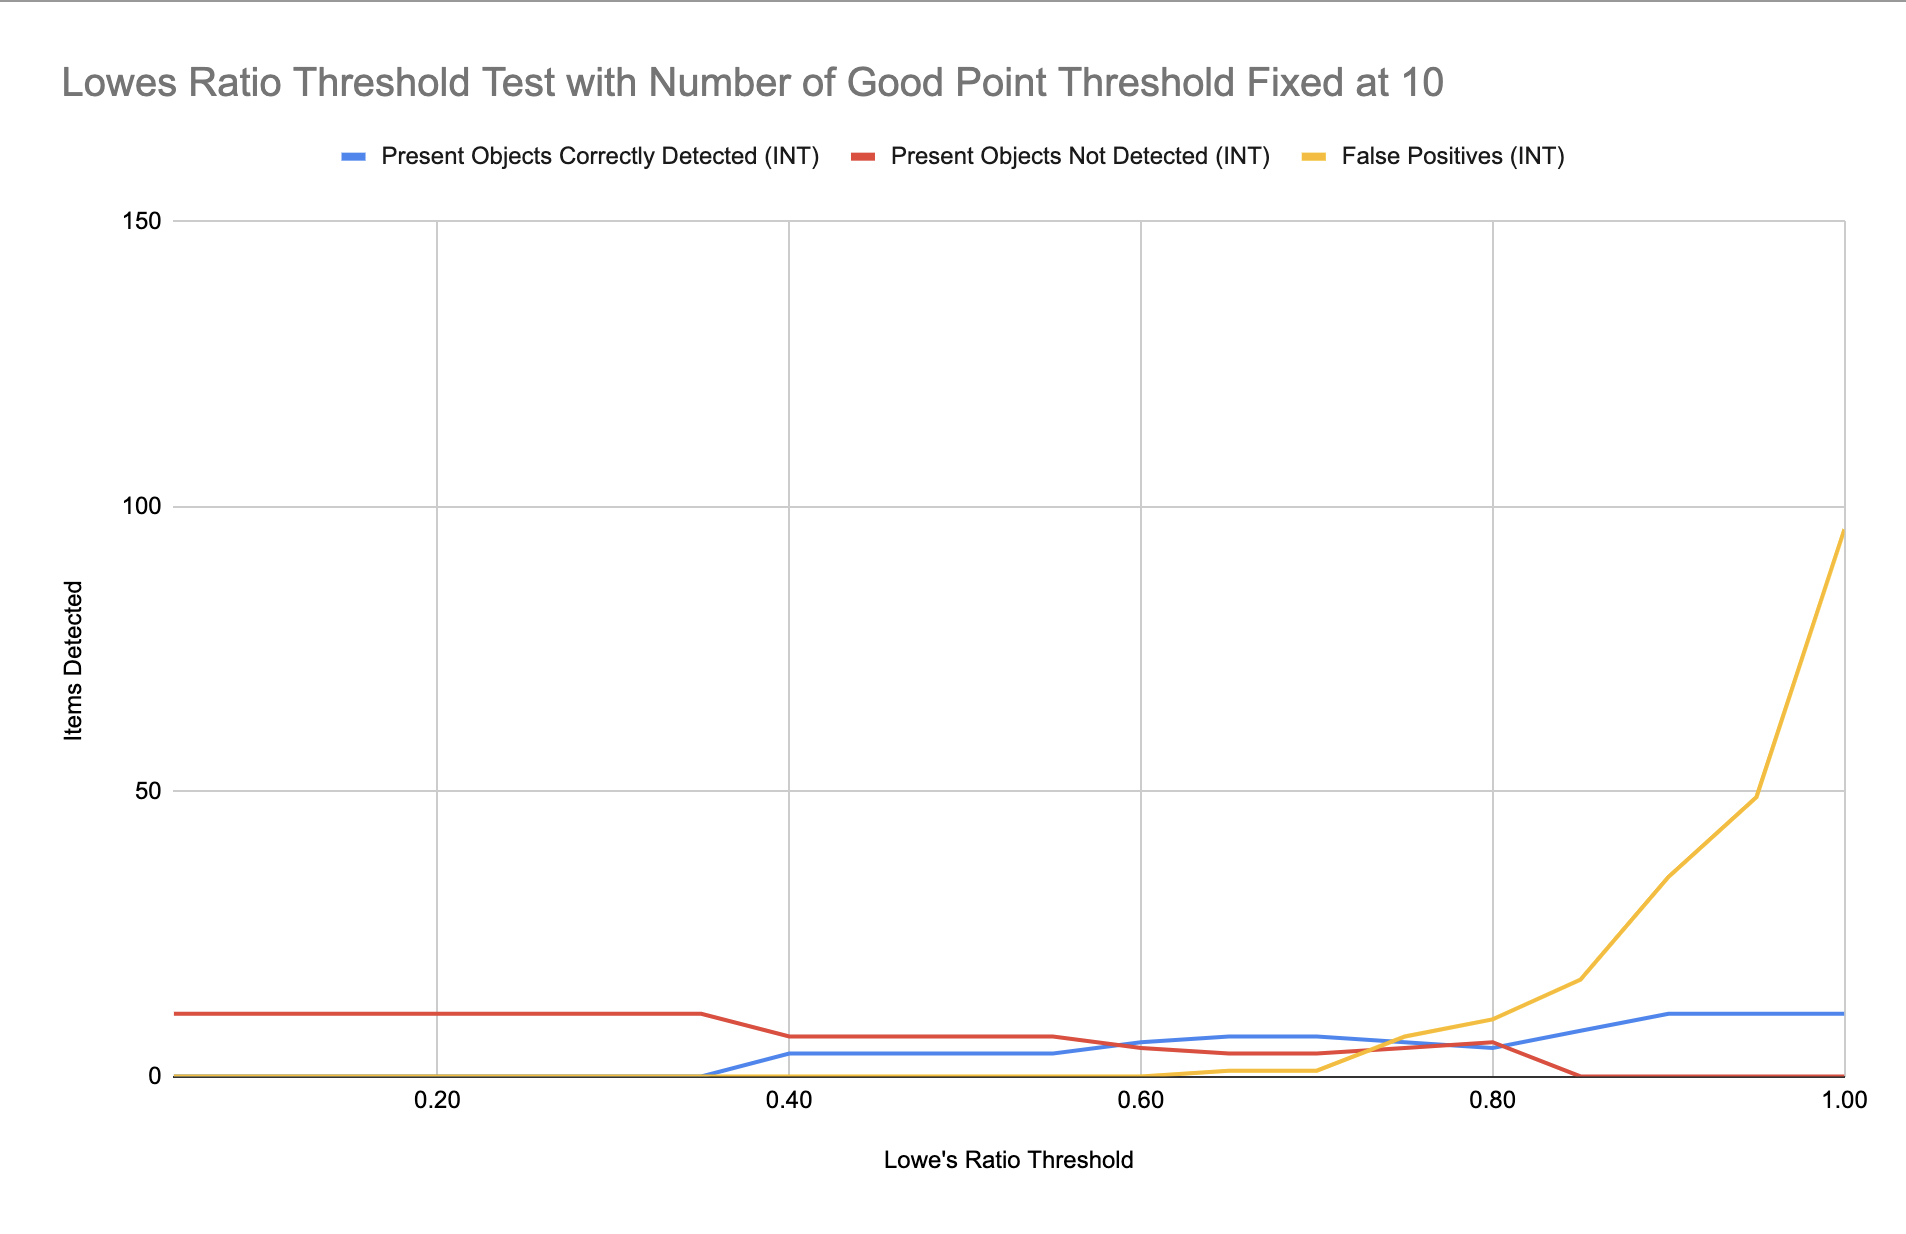 Lowes Ratio Threshold Test with Number of Good Point Threshold Fixed at 10
Present Objects Correctly Detected (INT) Present Objects Not Detected (INT) False Positives (INT)
150
100
50
0
Items Detected
0.20 0.40 0.60 0.80 1.00
Lowe's Ratio Threshold